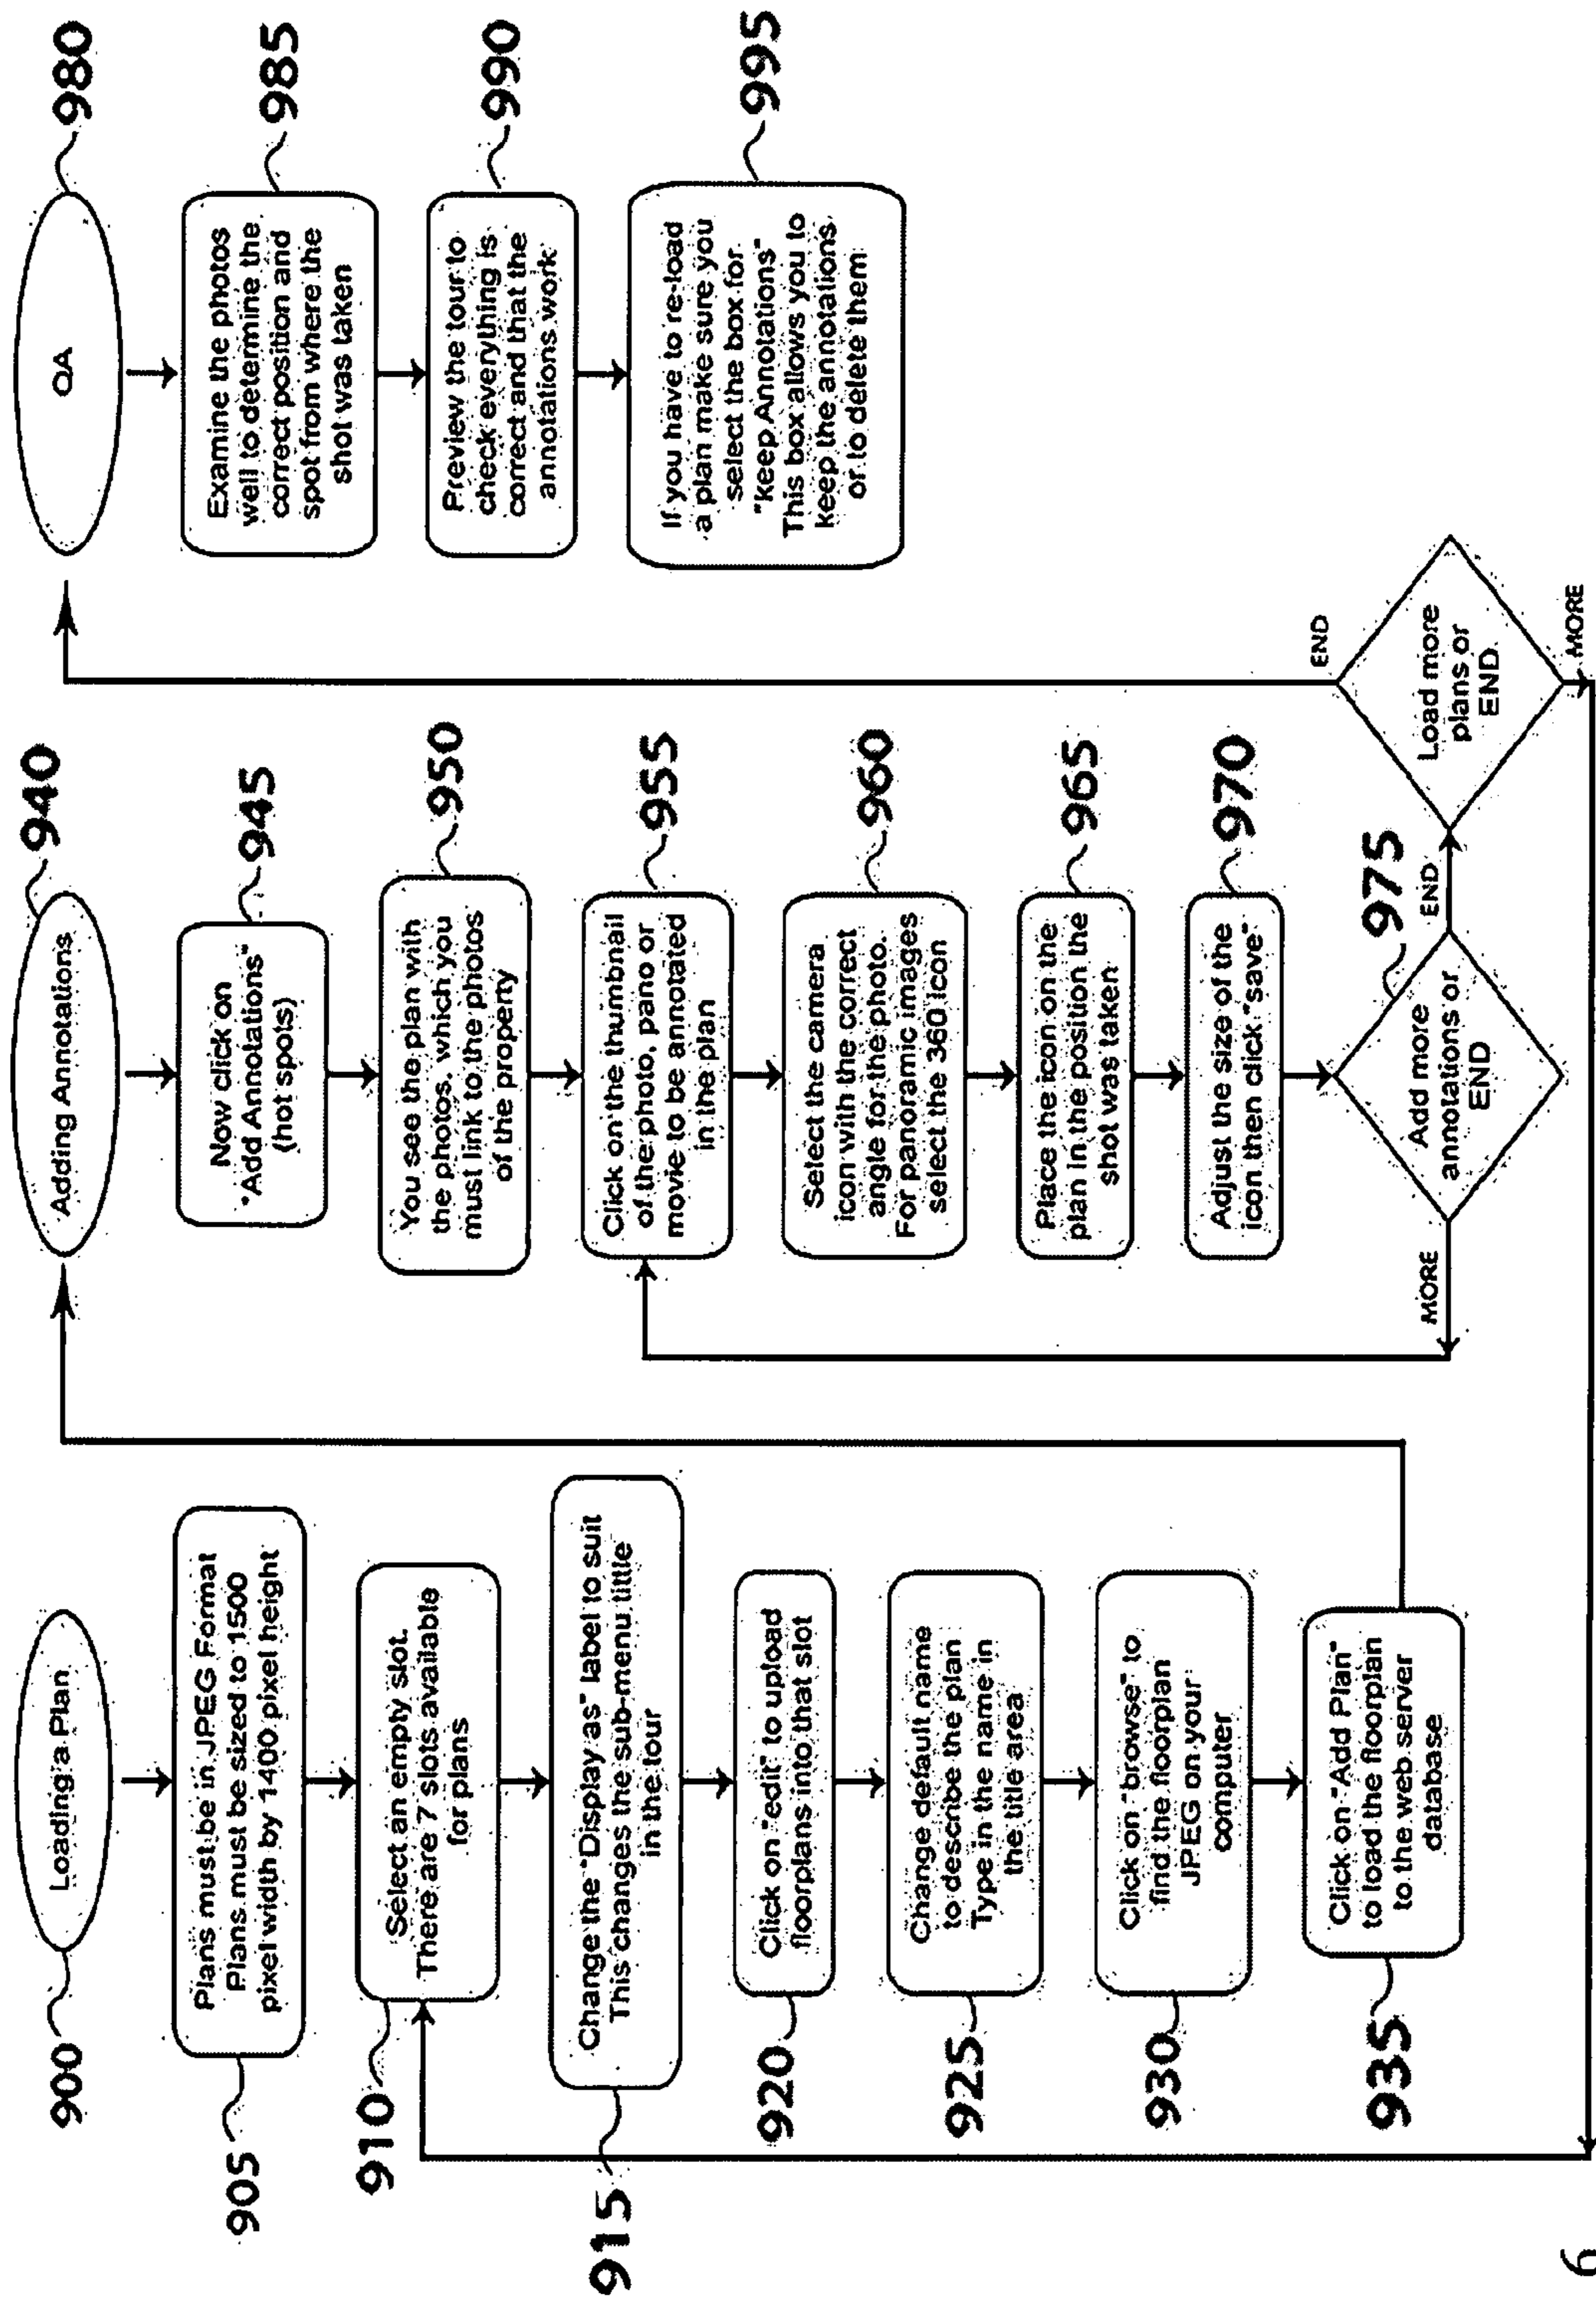 900
Loading a Plan
905
Plans must be in JPEG Format
Plans must be sized to 1500
pixel width by 1400 pixel height
910
Select an empty slot.
There are 7 slots available
for plans
915
Change the "Display as" label to suit
This changes the sub-menu tittle
in the tour
920
Click on "edit" to upload
floorplans into that slot
925
Change default name
to describe the plan
Type in the name in
the title area
930
Click on "browse" to
find the floorplan
JPEG on your
computer
935
Click on "Add Plan"
to load the floorplan
to the web server
database
940
Adding Annotations
945
Now click on
"Add Annotations"
(hot spots)
950
You see the plan with
the photos. which you
must link to the photos
of the property
955
Click on the thumbnail
of the photo, pano or
movie to be annotated
in the plan
960
Select the camera
icon with the correct
angle for the photo.
For panoramic images
select the 360 icon
965
Place the icon on the
plan in the position the
shot was taken
970
Adjust the size of the
icon then click "save"
975
Add more
annotations or
END
MORE
END
Load more
plans or
END
END
MORE
980
QA
985
Examine the photos
well to determine the
correct position and
spot from where the
shot was taken
990
Preview the tour to
check everything is
correct and that the
annotations work
995
If you have to re-load
a plan make sure you
select the box for
"Keep Annotations"
This box allows you to
keep the annotations
or to delete them
9